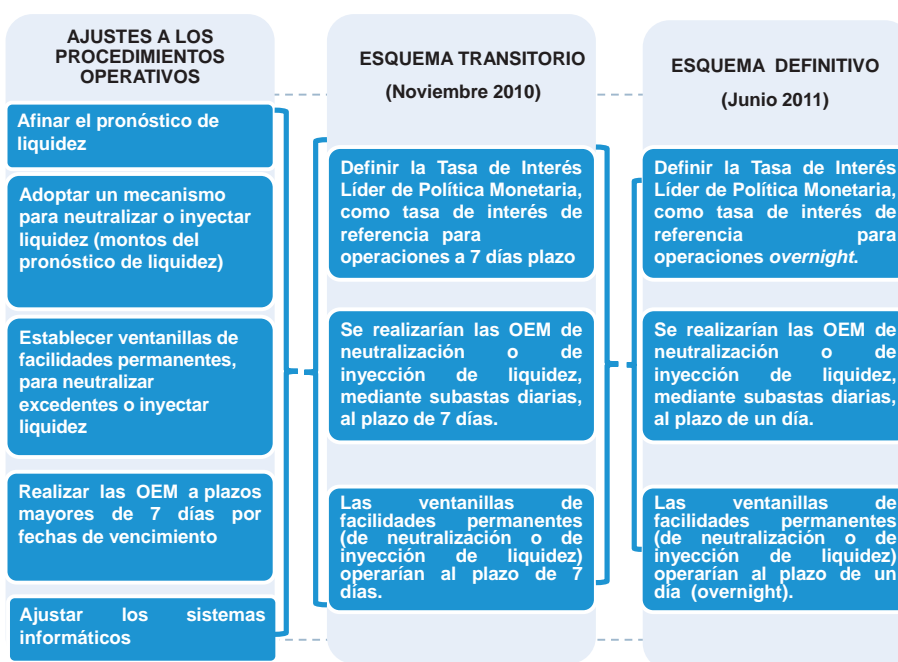 AJUSTES A LOS
PROCEDIMIENTOS
OPERATIVOS
Afinar el pronóstico de
liquidez
Adoptar un mecanismo
para neutralizar o inyectar
liquidez (montos del
pronóstico de liquidez)
Establecer ventanillas de
facilidades permanentes,
para neutralizar
excedentes o inyectar
liquidez
Realizar las OEM a plazos
mayores de 7 días por
fechas de vencimiento
Ajustar los sistemas
informáticos
ESQUEMA TRANSITORIO
(Noviembre 2010)
Definir la Tasa de Interés
Líder de Política Monetaria,
como tasa de interés de
referencia para
operaciones a 7 días plazo
Se realizarían las OEM de
neutralización o de
inyección de liquidez,
mediante subastas diarias,
al plazo de 7 días.
Las ventanillas de
facilidades permanentes
(de neutralización o de
inyección de liquidez)
operarían al plazo de 7
días.
ESQUEMA DEFINITIVO
(Junio 2011)
Definir la Tasa de Interés
Líder de Política Monetaria,
como tasa de interés de
referencia para
operaciones overnight.
Se realizarían las OEM de
neutralización o de
inyección de liquidez,
mediante subastas diarias,
al plazo de un día.
Las ventanillas de
facilidades permanentes
(de neutralización o de
inyección de liquidez)
operarían al plazo de un
día (overnight).